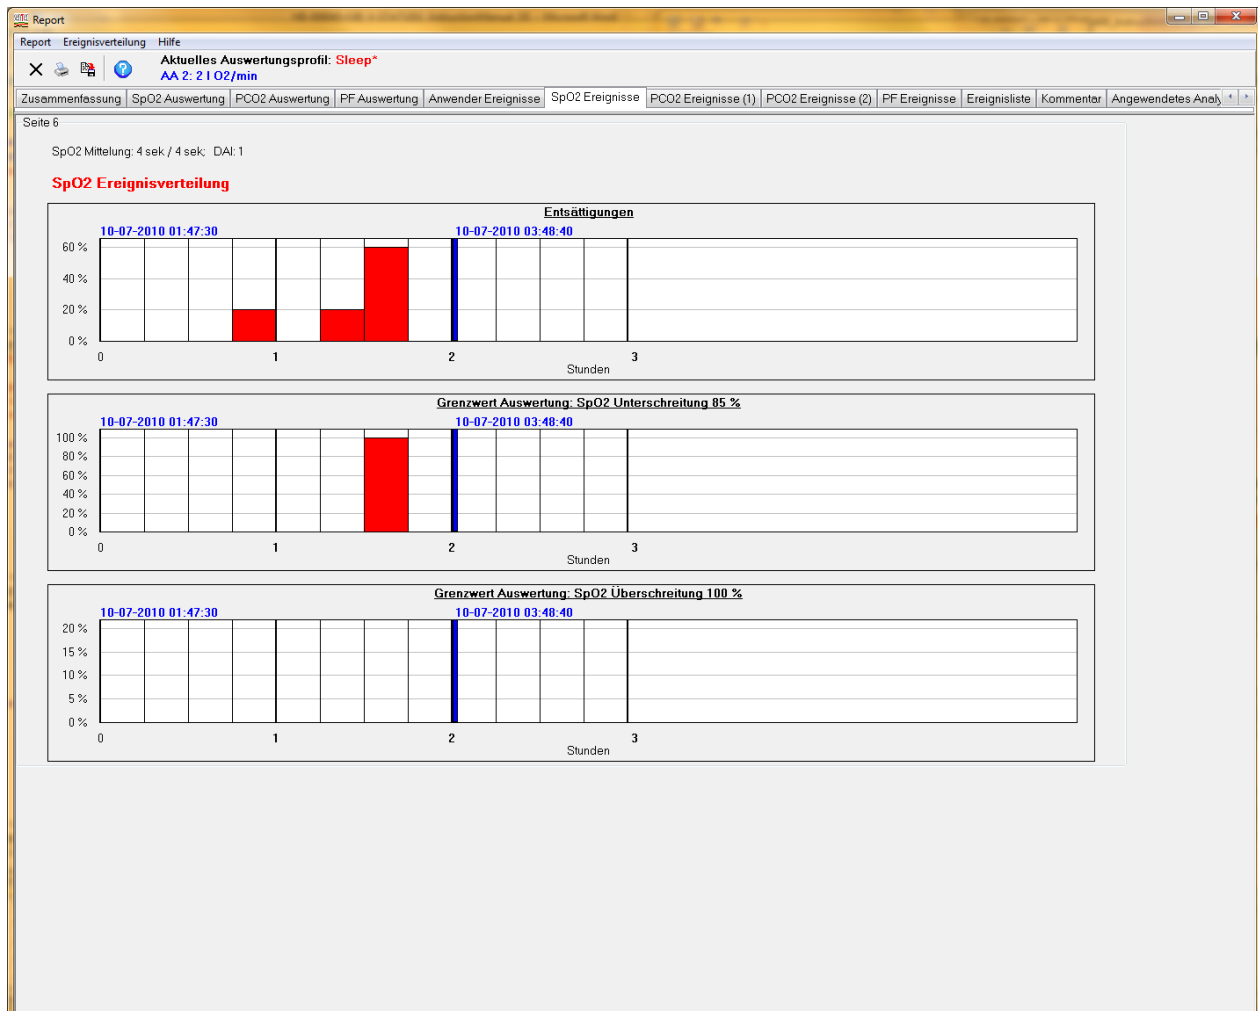 Report
Report Ereignisverteilung Hilfe
Aktuelles Auswertungsprofil: Sleep*
AA 2: 2 l O2/min
Zusammenfassung SpO2 Auswertung PCO2 Auswertung PF Auswertung Anwender Ereignisse SpO2 Ereignisse PCO2 Ereignisse (1) PCO2 Ereignisse (2) PF Ereignisse Ereignisliste Kommentar Angewendetes Analy
Seite 6
SpO2 Mittelung: 4 sek / 4 sek; DAI: 1
SpO2 Ereignisverteilung
Entsättigungen
10-07-2010 01:47:30 10-07-2010 03:48:40
60 %
40 %
20 %
0 %
0 1 2 3
Stunden
Grenzwert Auswertung: SpO2 Unterschreitung 85 %
10-07-2010 01:47:30 10-07-2010 03:48:40
100 %
80 %
60 %
40 %
20 %
0 %
0 1 2 3
Stunden
Grenzwert Auswertung: SpO2 Überschreitung 100 %
10-07-2010 01:47:30 10-07-2010 03:48:40
20 %
15 %
10 %
5 %
0 %
0 1 2 3
Stunden